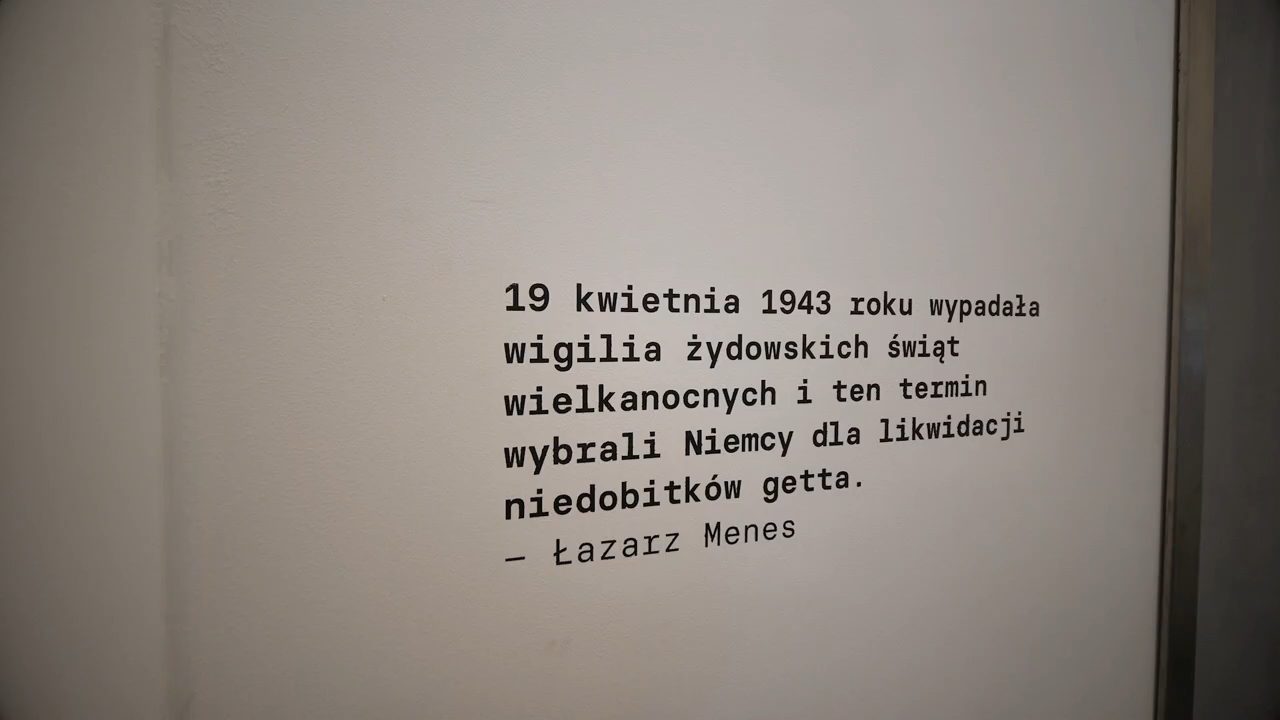 19 kwietnia 1943 roku wypadała
wigilia żydowskich świąt
wielkanocnych i ten termin
wybrali Niemcy dla likwidacji
niedobitków getta.
— Łazarz Menes